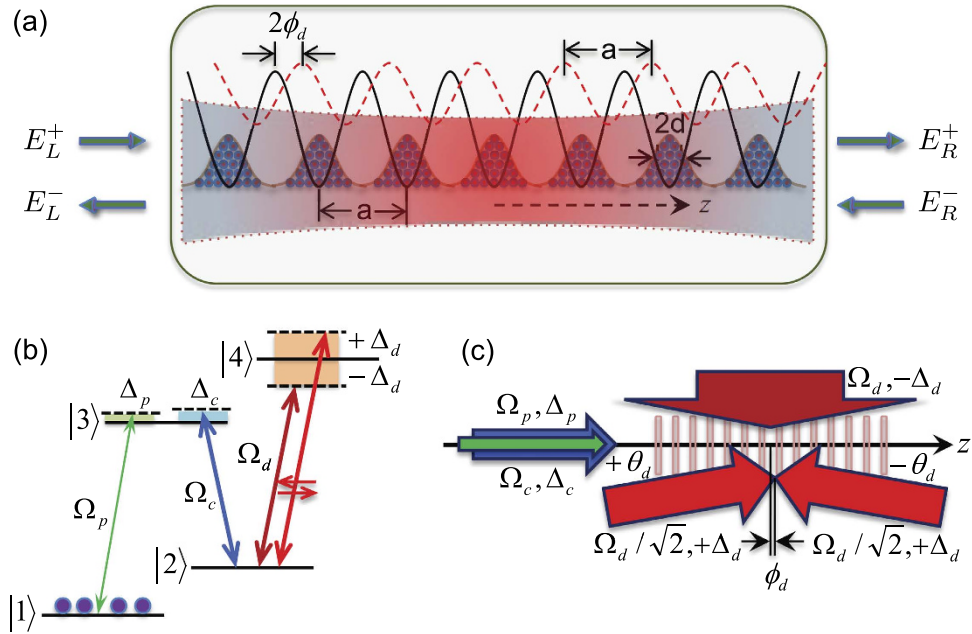 (a)
2ϕ_d
a
2d
E_L^+
E_R^+
E_L^-
E_R^-
a
z
(b)
|4⟩
+Δ_d
−Δ_d
Δ_p
Δ_c
|3⟩
Ω_d
Ω_p
Ω_c
|2⟩
|1⟩
(c)
Ω_d, −Δ_d
Ω_p, Δ_p
z
+θ_d
−θ_d
Ω_c, Δ_c
Ω_d / √2, +Δ_d
Ω_d / √2, +Δ_d
ϕ_d